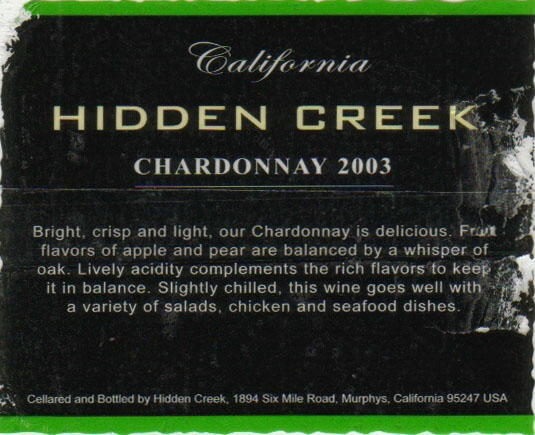 California
HIDDEN CREEK
CHARDONNAY 2003
Bright, crisp and light, our Chardonnay is delicious. Fruit
flavors of apple and pear are balanced by a whisper of
oak. Lively acidity complements the rich flavors to keep
it in balance. Slightly chilled, this wine goes well with
a variety of salads, chicken and seafood dishes.
Cellared and Bottled by Hidden Creek, 1894 Six Mile Road, Murphys, California 95247 USA